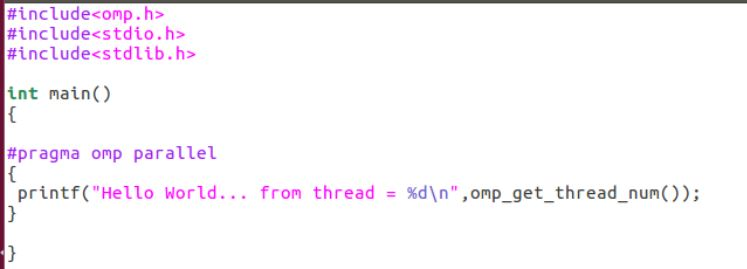 #include<omp.h>
#include<stdio.h>
#include<stdlib.h>
int main()
{
#pragma omp parallel
{
printf("Hello World... from thread = %d\n",omp_get_thread_num());
}
}